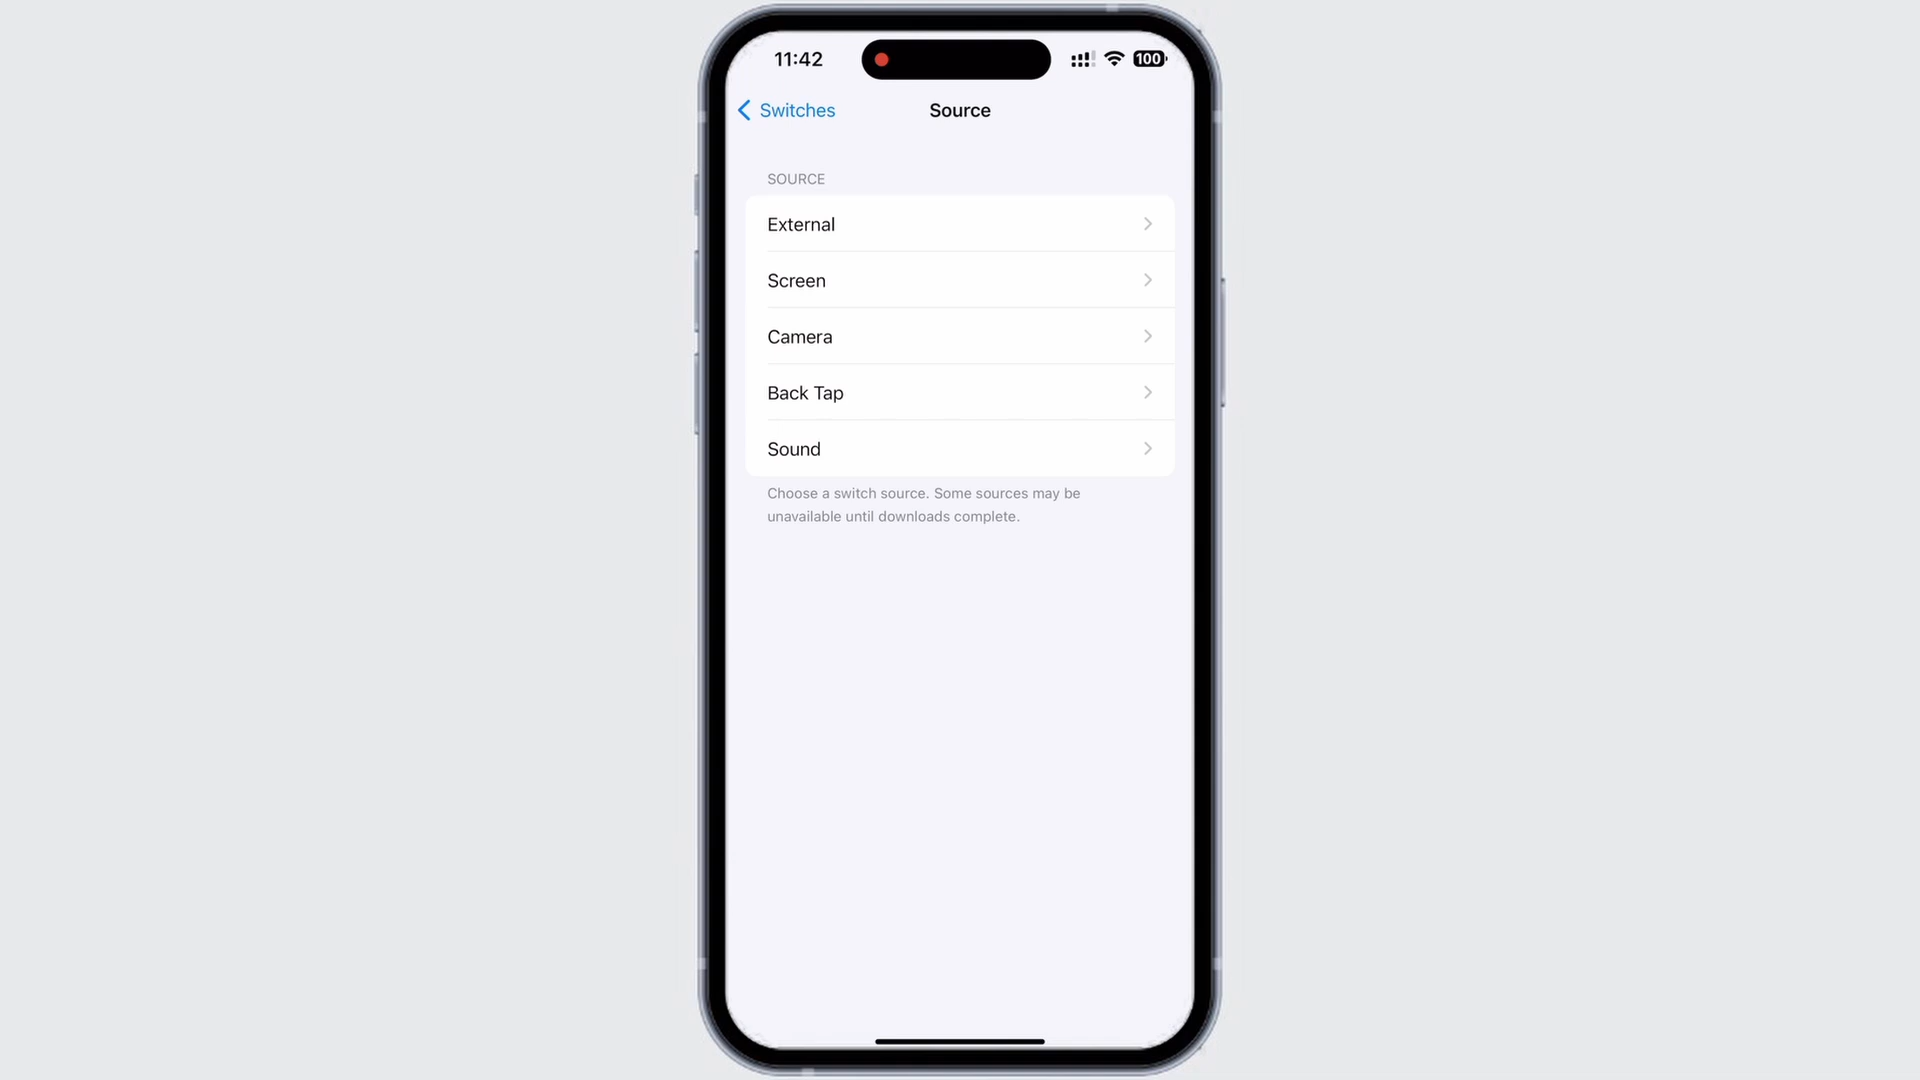 11:42
100
Switches
Source
SOURCE
External
Screen
Camera
Back Tap
Sound
Choose a switch source. Some sources may be
unavailable until downloads complete.